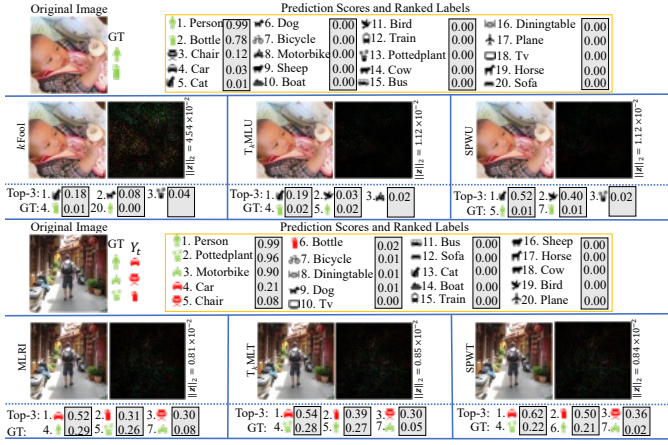 Original Image
Prediction Scores and Ranked Labels
GT
1. Person 0.99 6. Dog 0.00 11. Bird 0.00 16. Diningtable 0.00
2. Bottle 0.78 7. Bicycle 0.00 12. Train 0.00 17. Plane 0.00
3. Chair 0.12 8. Motorbike 0.00 13. Pottedplant 0.00 18. Tv 0.00
4. Car 0.03 9. Sheep 0.00 14. Cow 0.00 19. Horse 0.00
5. Cat 0.01 10. Boat 0.00 15. Bus 0.00 20. Sofa 0.00
kFool ||z||₂ = 4.54 ×10⁻² TₖMLU ||z||₂ = 1.12 ×10⁻² SPWU ||z||₂ = 1.12 ×10⁻²
Top-3: 1. 0.18 2. 0.08 3. 0.04 1. 0.19 2. 0.03 3. 0.02 1. 0.52 2. 0.40 3. 0.02
GT: 4. 0.01 20. 0.00 GT: 4. 0.02 5. 0.02 GT: 5. 0.01 7. 0.01
Original Image
Prediction Scores and Ranked Labels
GT Yₜ
1. Person 0.99 6. Bottle 0.02 11. Bus 0.00 16. Sheep 0.00
2. Pottedplant 0.96 7. Bicycle 0.01 12. Sofa 0.00 17. Horse 0.00
3. Motorbike 0.90 8. Diningtable 0.01 13. Cat 0.00 18. Cow 0.00
4. Car 0.21 9. Dog 0.01 14. Boat 0.00 19. Bird 0.00
5. Chair 0.08 10. Tv 0.00 15. Train 0.00 20. Plane 0.00
MLRI ||z||₂ = 0.81 ×10⁻² TₖMLT ||z||₂ = 0.85 ×10⁻² SPWT ||z||₂ = 0.84 ×10⁻²
Top-3: 1. 0.52 2. 0.31 3. 0.30 Top-3: 1. 0.54 2. 0.39 3. 0.30 Top-3: 1. 0.62 2. 0.50 3. 0.36
GT: 4. 0.29 5. 0.26 7. 0.08 GT: 4. 0.28 5. 0.27 7. 0.05 GT: 4. 0.22 6. 0.21 7. 0.02